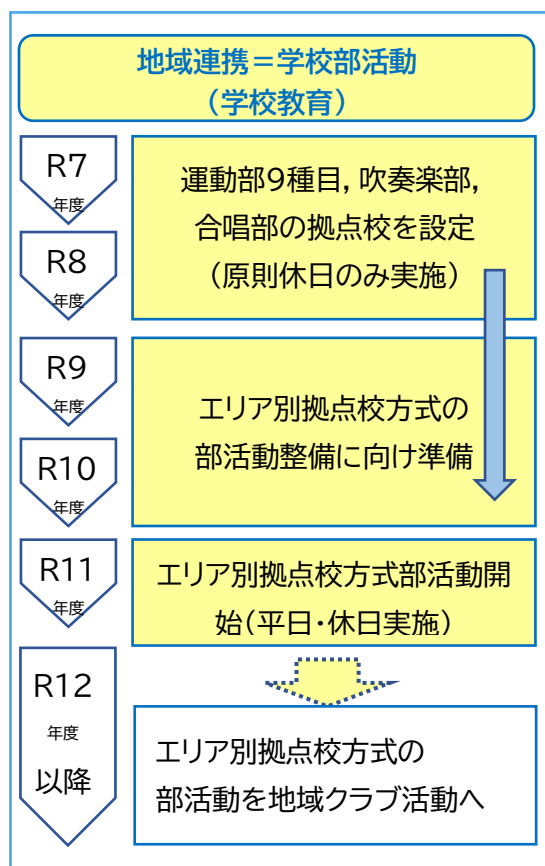 地域連携＝学校部活動
（学校教育）
R7
年度
R8
年度
運動部9種目，吹奏楽部，
合唱部の拠点校を設定
（原則休日のみ実施）
R9
年度
R10
年度
エリア別拠点校方式の
部活動整備に向け準備
R11
年度
エリア別拠点校方式部活動開
始(平日・休日実施)
R12
年度
以降
エリア別拠点校方式の
部活動を地域クラブ活動へ